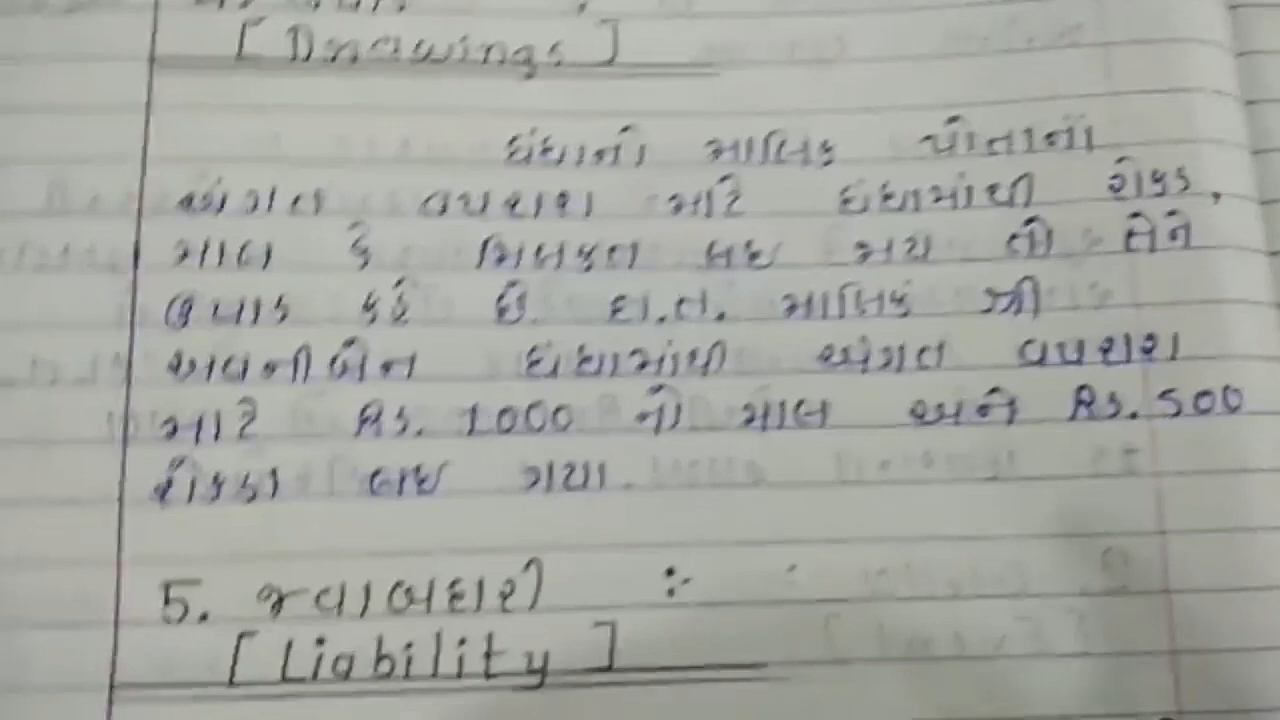 [Drawings]
ધંધાનો માલિક પોતાના
અંગત વપરાશ માટે ધંધામાંથી રોકડ,
માલ કે મિલકત લઇ જાય તો તેને
ઉપાડ કહે છે. દા.ત. માલિક શ્રી
અવનીબેન ધંધામાંથી અંગત વપરાશ
માટે Rs. 1000 નો માલ અને Rs. 500
રોકડા લઇ ગયા.
5. જવાબદારી :-
[Liability]